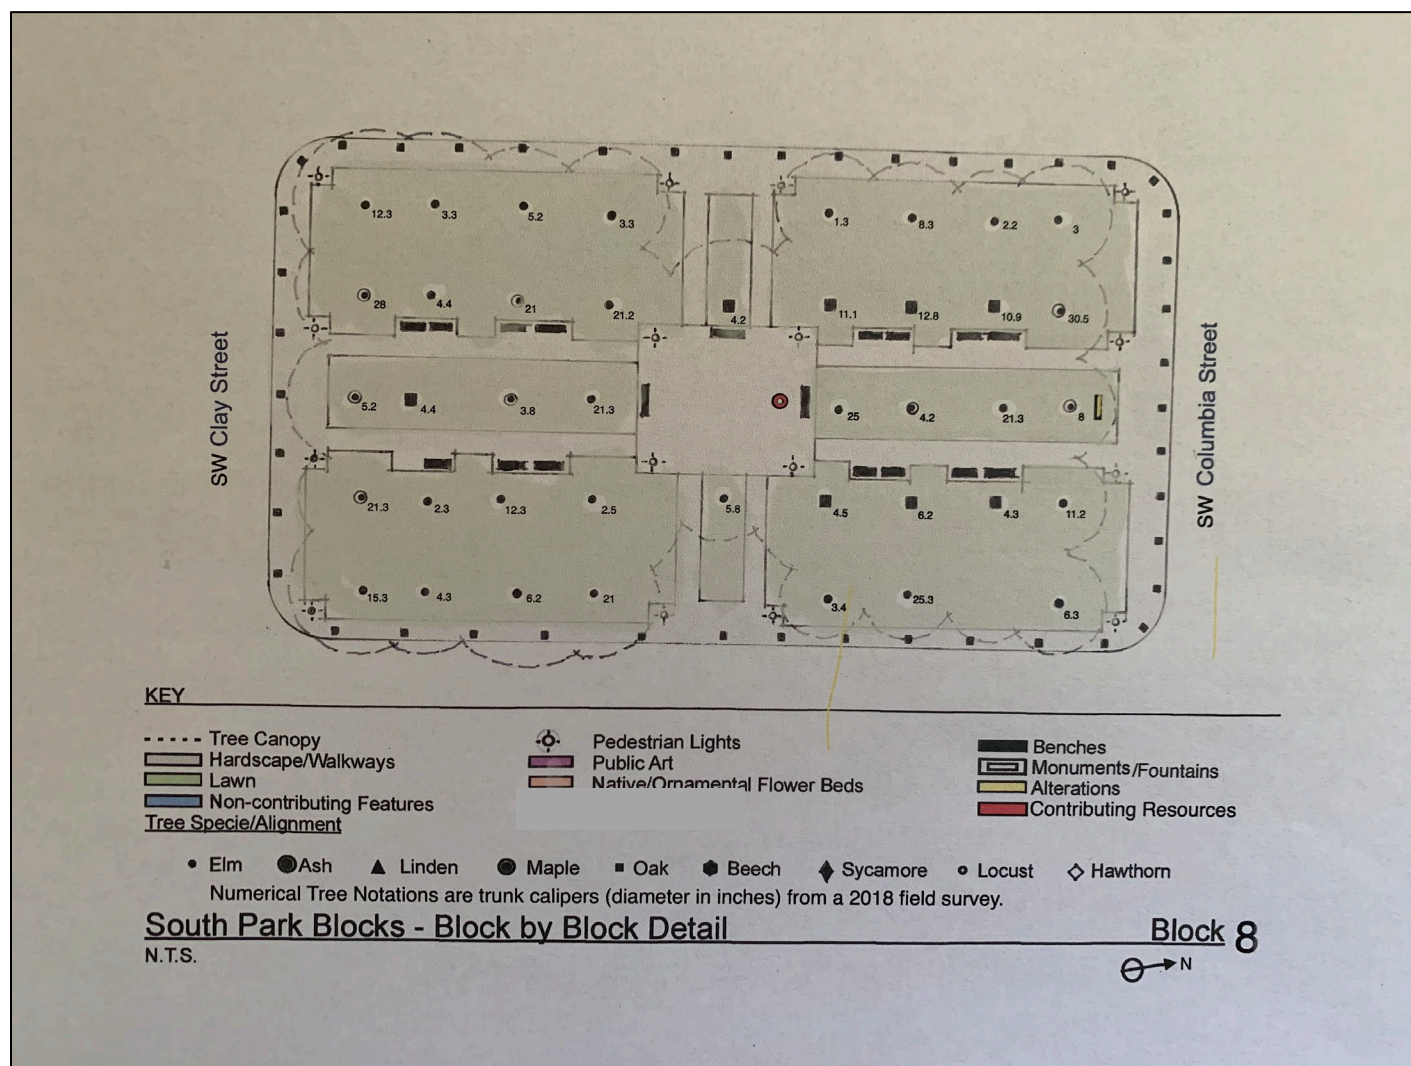 12.3 3.3 5.2 3.3 1.3 8.3 2.2 3
28 4.4 21 21.2 4.2 11.1 12.8 10.9 30.5
SW Clay Street
5.2 4.4 3.8 21.3 25 4.2 21.3 8
SW Columbia Street
21.3 2.3 12.3 2.5 5.8 4.5 6.2 4.3 11.2
15.3 4.3 6.2 21 3.4 25.3 6.3
KEY
Tree Canopy
Hardscape/Walkways
Lawn
Non-contributing Features
Pedestrian Lights
Public Art
Native/Ornamental Flower Beds
Benches
Monuments/Fountains
Alterations
Contributing Resources
Tree Specie/Alignment
Elm Ash Linden Maple Oak Beech Sycamore Locust Hawthorn
Numerical Tree Notations are trunk calipers (diameter in inches) from a 2018 field survey.
South Park Blocks - Block by Block Detail Block 8
N.T.S. N